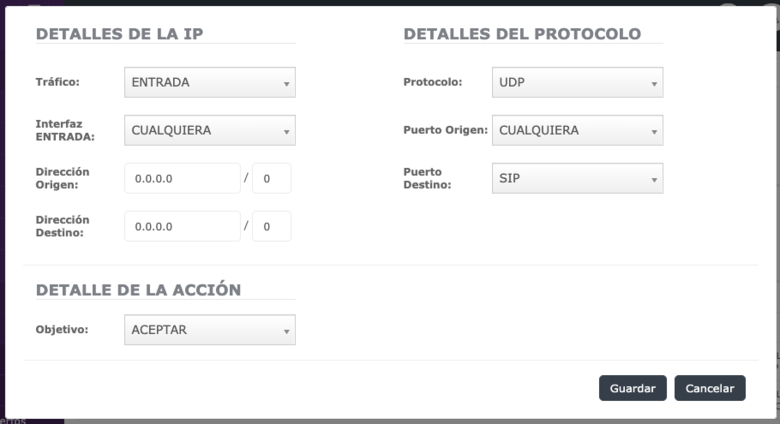 DETALLES DE LA IP
DETALLES DEL PROTOCOLO
Tráfico: ENTRADA
Protocolo: UDP
Interfaz
ENTRADA: CUALQUIERA
Puerto Origen: CUALQUIERA
Dirección
Origen: 0.0.0.0 / 0
Puerto
Destino: SIP
Dirección
Destino: 0.0.0.0 / 0
DETALLE DE LA ACCIÓN
Objetivo: ACEPTAR
Guardar Cancelar